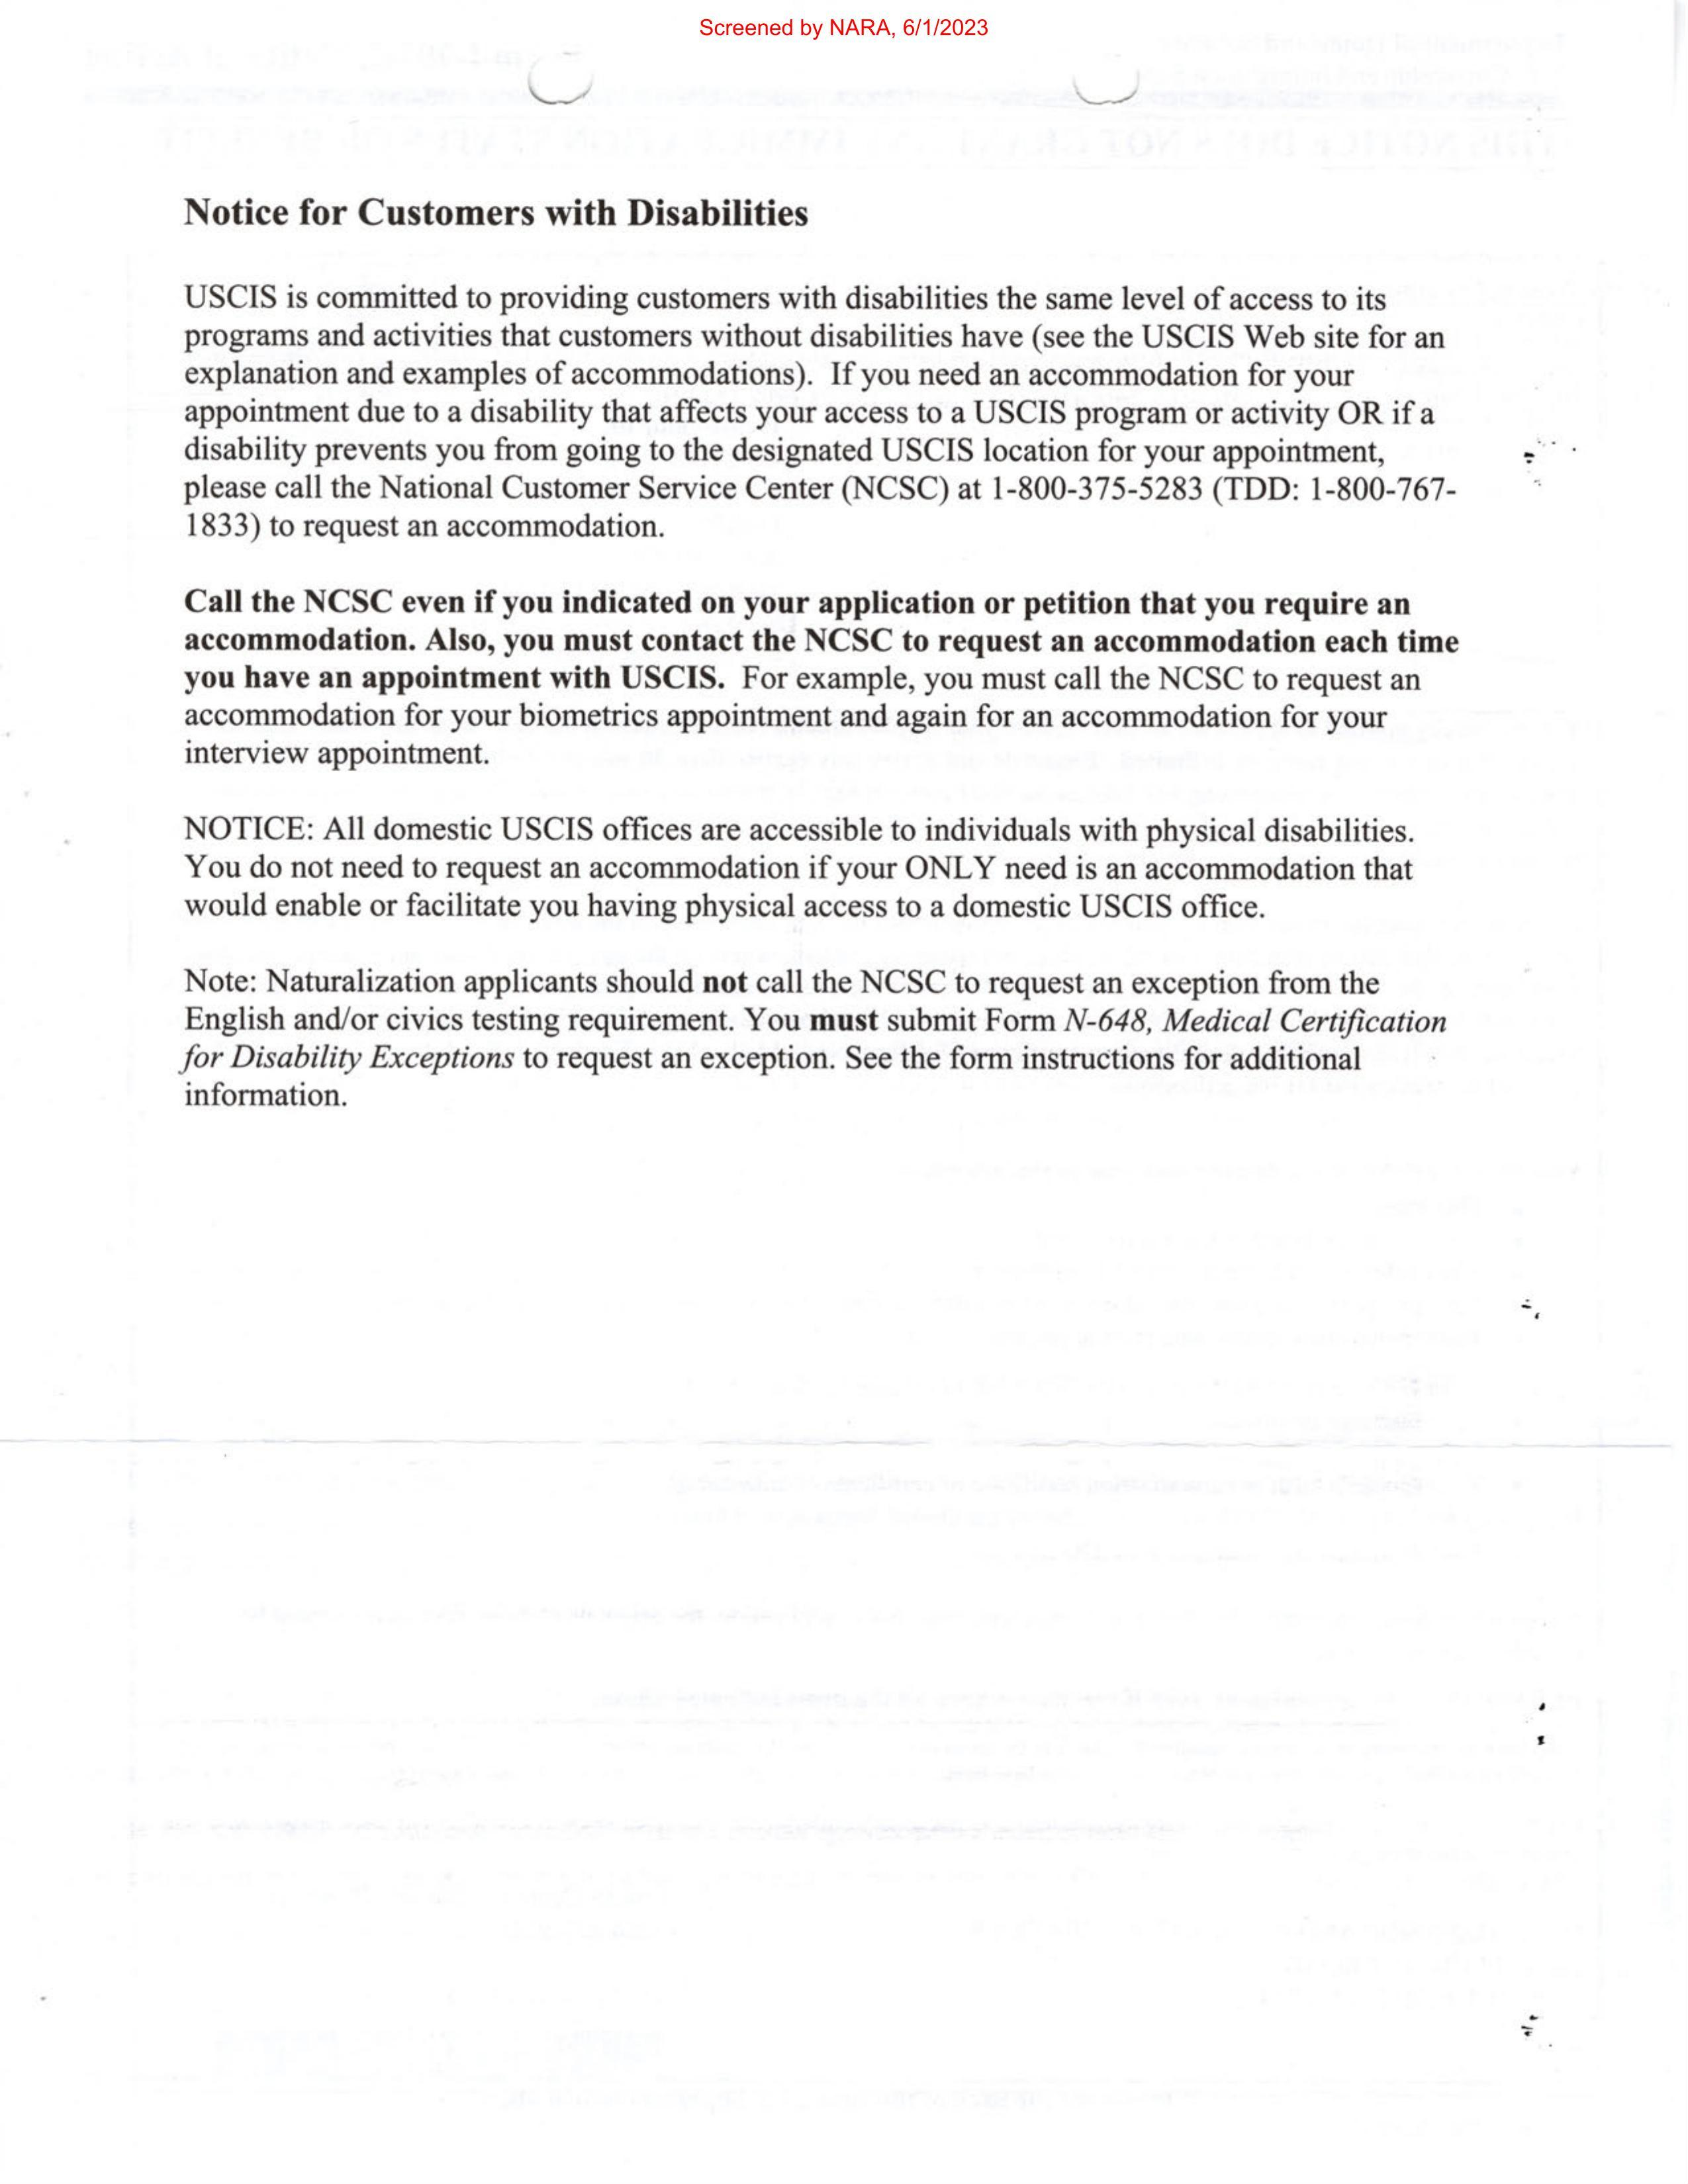 Screened by NARA, 6/1/2023
THIS NOTICE DOES NOT GRANT ANY IMMIGRATION STATUS OR BENEFIT
Notice for Customers with Disabilities
USCIS is committed to providing customers with disabilities the same level of access to its
programs and activities that customers without disabilities have (see the USCIS Web site for an
explanation and examples of accommodations).  If you need an accommodation for your
appointment due to a disability that affects your access to a USCIS program or activity OR if a
disability prevents you from going to the designated USCIS location for your appointment,
please call the National Customer Service Center (NCSC) at 1-800-375-5283 (TDD: 1-800-767-
1833) to request an accommodation.
Call the NCSC even if you indicated on your application or petition that you require an
accommodation. Also, you must contact the NCSC to request an accommodation each time
you have an appointment with USCIS.  For example, you must call the NCSC to request an
accommodation for your biometrics appointment and again for an accommodation for your
interview appointment.
NOTICE: All domestic USCIS offices are accessible to individuals with physical disabilities.
You do not need to request an accommodation if your ONLY need is an accommodation that
would enable or facilitate you having physical access to a domestic USCIS office.
Note: Naturalization applicants should not call the NCSC to request an exception from the
English and/or civics testing requirement. You must submit Form N-648, Medical Certification
for Disability Exceptions to request an exception. See the form instructions for additional
information.